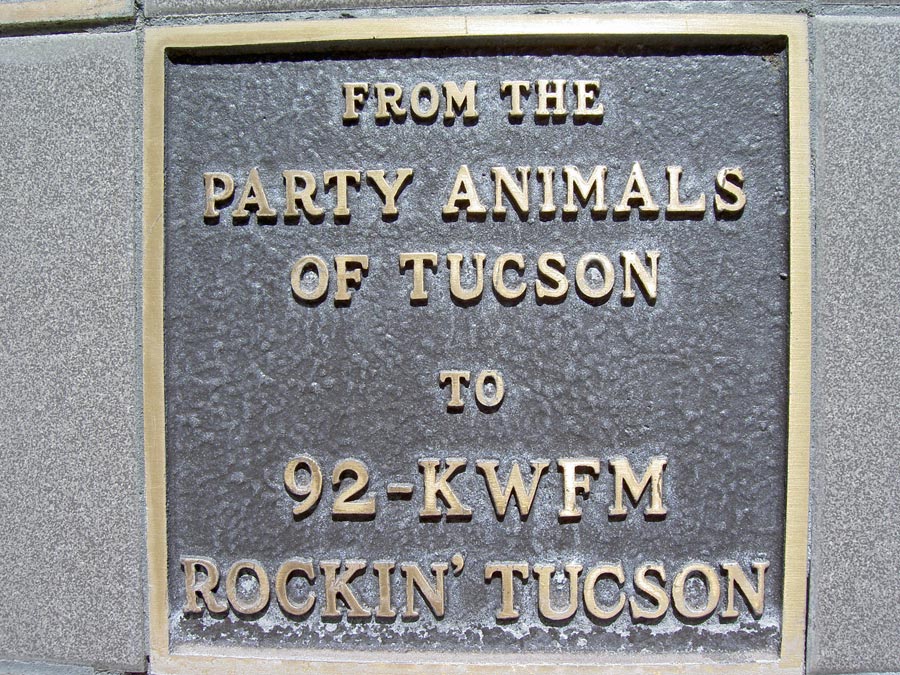 FROM THE
PARTY ANIMALS
OF TUCSON
TO
92-KWFM
ROCKIN' TUCSON